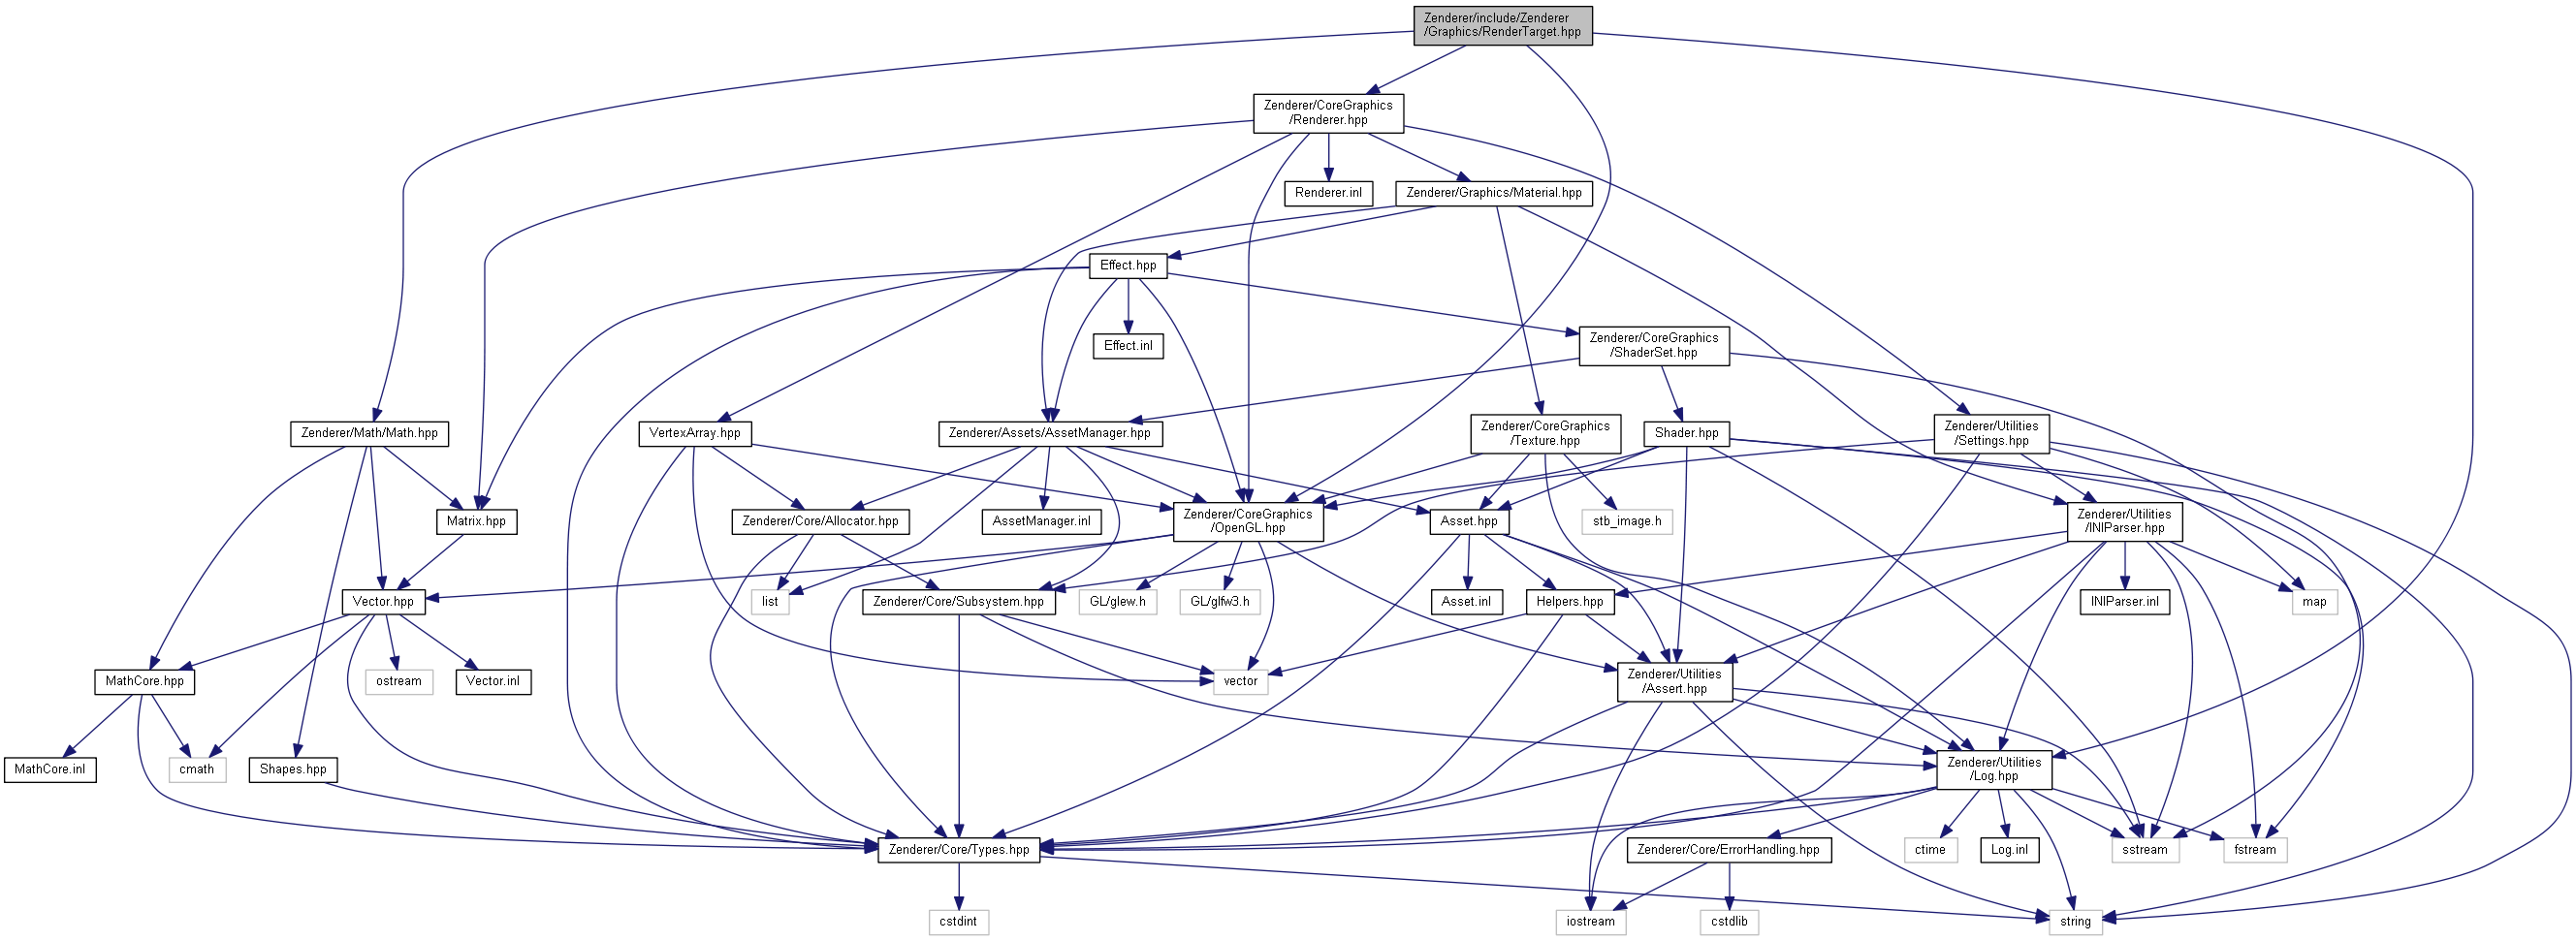 Zenderer/include/Zenderer
/Graphics/RenderTarget.hpp
Zenderer/CoreGraphics
/Renderer.hpp
Renderer.inl
Zenderer/Graphics/Material.hpp
Effect.hpp
Effect.inl
Zenderer/CoreGraphics
/ShaderSet.hpp
Zenderer/Math/Math.hpp
VertexArray.hpp
Zenderer/Assets/AssetManager.hpp
Zenderer/CoreGraphics
/Texture.hpp
Shader.hpp
Zenderer/Utilities
/Settings.hpp
Matrix.hpp
Zenderer/Core/Allocator.hpp
AssetManager.inl
Zenderer/CoreGraphics
/OpenGL.hpp
Asset.hpp
stb_image.h
Zenderer/Utilities
/INIParser.hpp
Vector.hpp
list
Zenderer/Core/Subsystem.hpp
GL/glew.h
GL/glfw3.h
Asset.inl
Helpers.hpp
INIParser.inl
map
MathCore.hpp
ostream
Vector.inl
vector
Zenderer/Utilities
/Assert.hpp
MathCore.inl
cmath
Shapes.hpp
Zenderer/Utilities
/Log.hpp
Zenderer/Core/Types.hpp
Zenderer/Core/ErrorHandling.hpp
ctime
Log.inl
sstream
fstream
cstdint
iostream
cstdlib
string